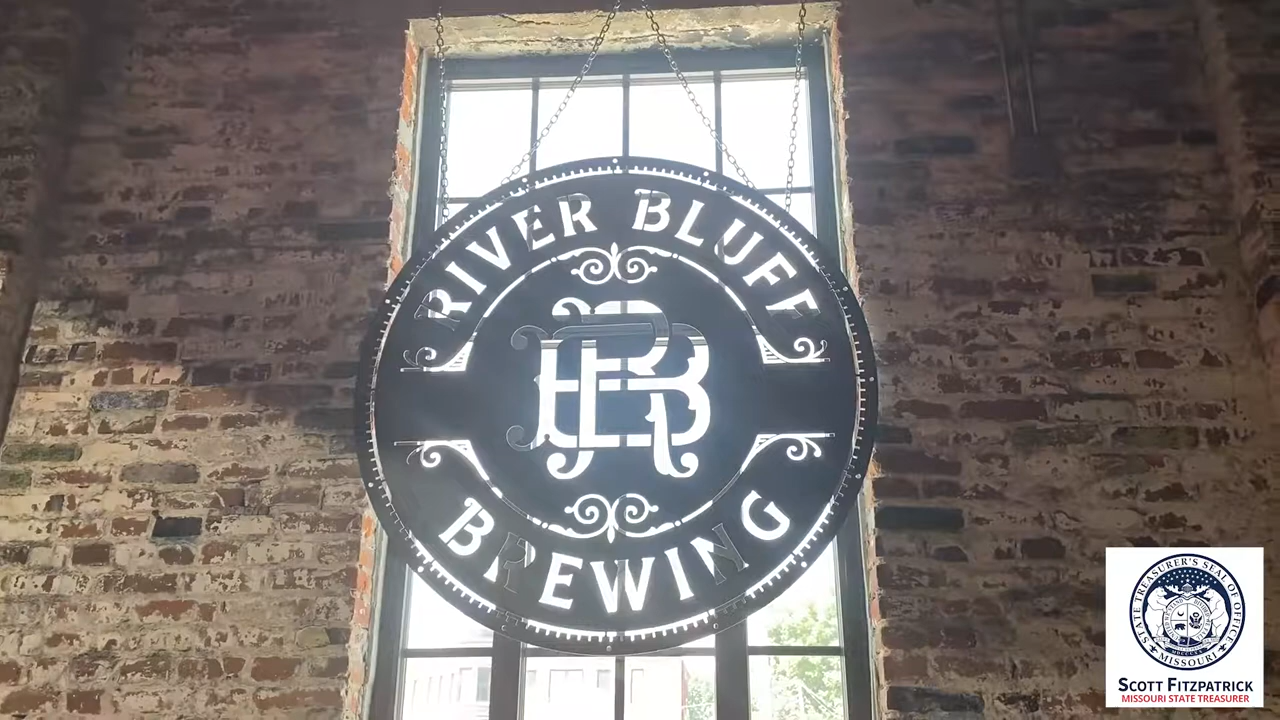 RIVER BLUFF
RB
BREWING
STATE TREASURER'S SEAL OF OFFICE
MISSOURI
SCOTT FITZPATRICK
MISSOURI STATE TREASURER